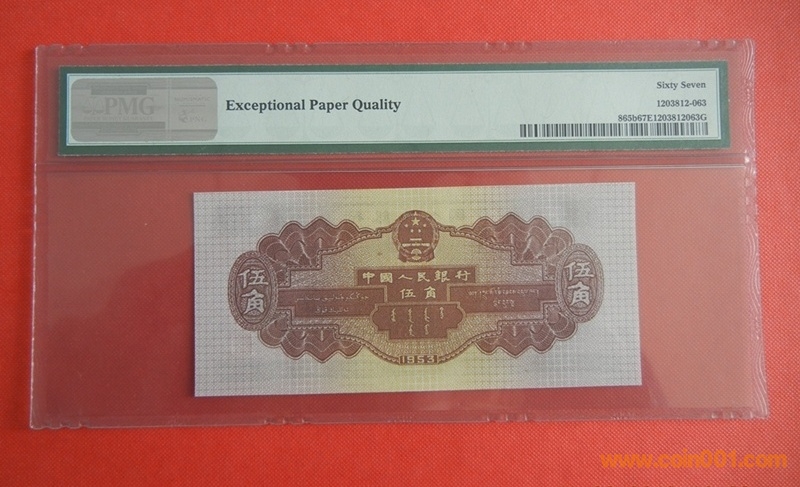 PMG
Exceptional Paper Quality
Sixty Seven
1203812-063
865b67E1203812063G
中國人民銀行
伍角
伍角
伍角
1953
www.coin001.com